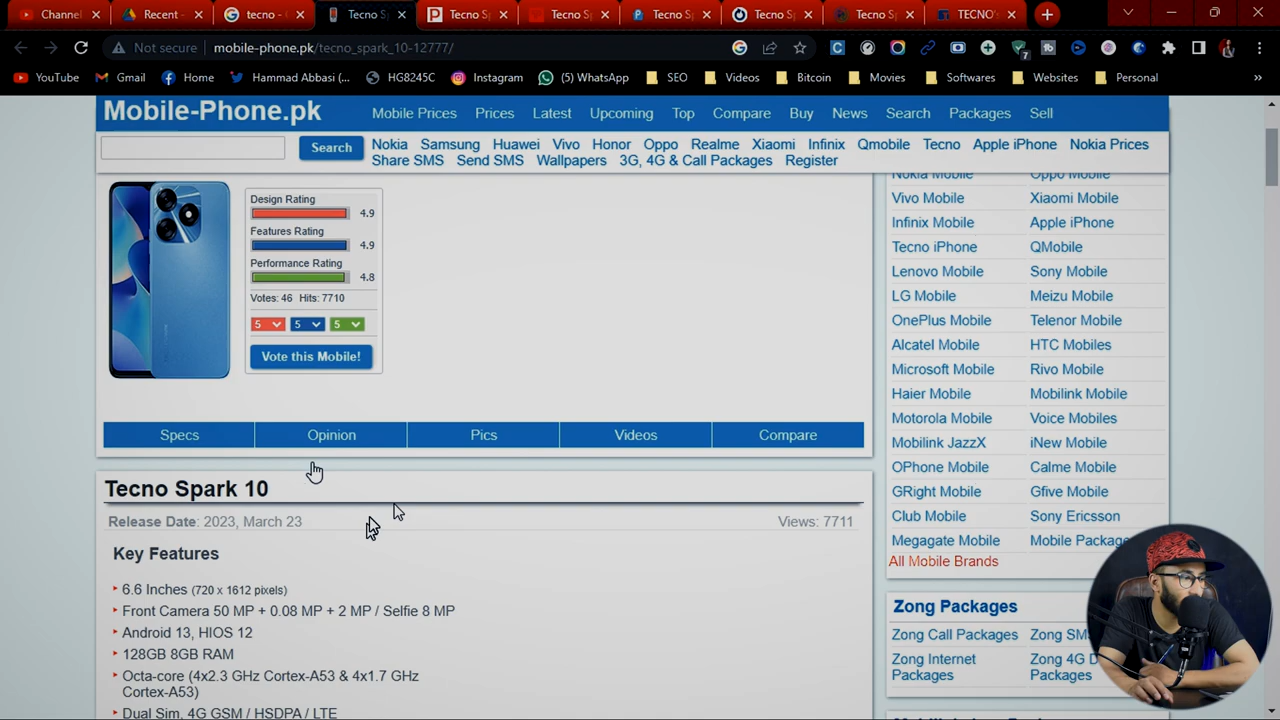 Channel
Recent -
tecno -
Tecno S
Tecno S
Tecno S
Tecno S
Tecno S
Tecno S
TECNO's
Not secure
mobile-phone.pk/tecno_spark_10-12777/
YouTube
Gmail
Home
Hammad Abbasi (...
HG8245C
Instagram
(5) WhatsApp
SEO
Videos
Bitcoin
Movies
Softwares
Websites
Personal
»
Mobile-Phone.pk
Mobile Prices Prices Latest Upcoming Top Compare Buy News Search Packages Sell
Search
Nokia Samsung Huawei Vivo Honor Oppo Realme Xiaomi Infinix Qmobile Tecno Apple iPhone Nokia Prices
Share SMS Send SMS Wallpapers 3G, 4G & Call Packages Register
Design Rating
4.9
Features Rating
4.9
Performance Rating
4.8
Votes: 46 Hits: 7710
5 5 5
Vote this Mobile!
Specs Opinion Pics Videos Compare
Tecno Spark 10
Release Date: 2023, March 23 Views: 7711
Key Features
6.6 Inches (720 x 1612 pixels)
Front Camera 50 MP + 0.08 MP + 2 MP / Selfie 8 MP
Android 13, HIOS 12
128GB 8GB RAM
Octa-core (4x2.3 GHz Cortex-A53 & 4x1.7 GHz
Cortex-A53)
Dual Sim, 4G GSM / HSDPA / LTE
Nokia Mobile Oppo Mobile
Vivo Mobile Xiaomi Mobile
Infinix Mobile Apple iPhone
Tecno iPhone QMobile
Lenovo Mobile Sony Mobile
LG Mobile Meizu Mobile
OnePlus Mobile Telenor Mobile
Alcatel Mobile HTC Mobiles
Microsoft Mobile Rivo Mobile
Haier Mobile Mobilink Mobile
Motorola Mobile Voice Mobiles
Mobilink JazzX iNew Mobile
OPhone Mobile Calme Mobile
GRight Mobile Gfive Mobile
Club Mobile Sony Ericsson
Megagate Mobile Mobile Package
All Mobile Brands
Zong Packages
Zong Call Packages Zong SM
Zong Internet Zong 4G D
Packages Packages